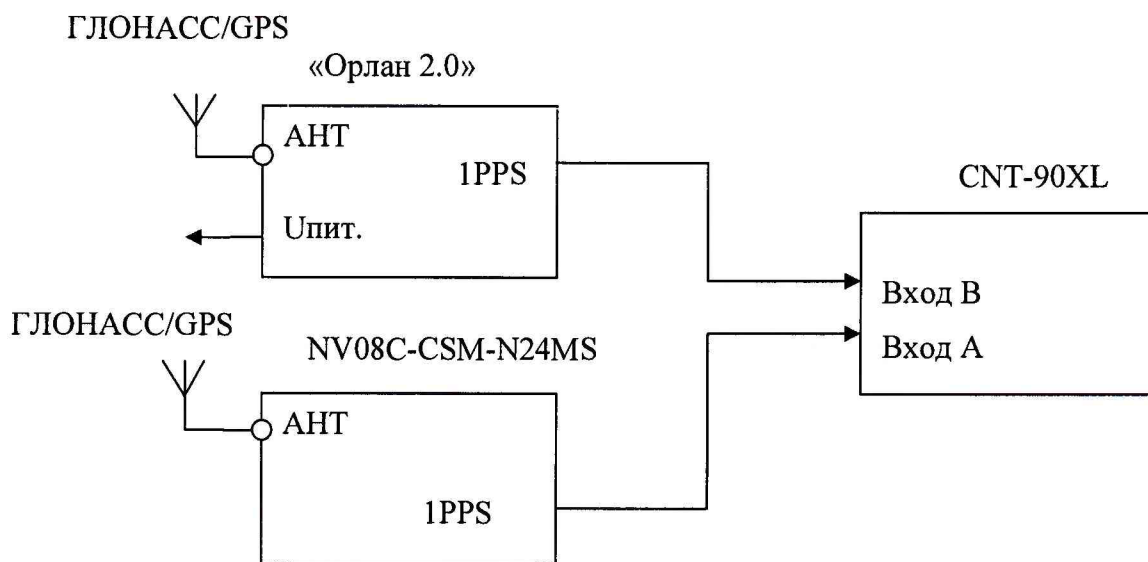 ГЛОНАСС/GPS
«Орлан 2.0»
АНТ
1PPS
Uпит.
CNT-90XL
Вход В
Вход А
ГЛОНАСС/GPS
NV08C-CSM-N24MS
АНТ
1PPS